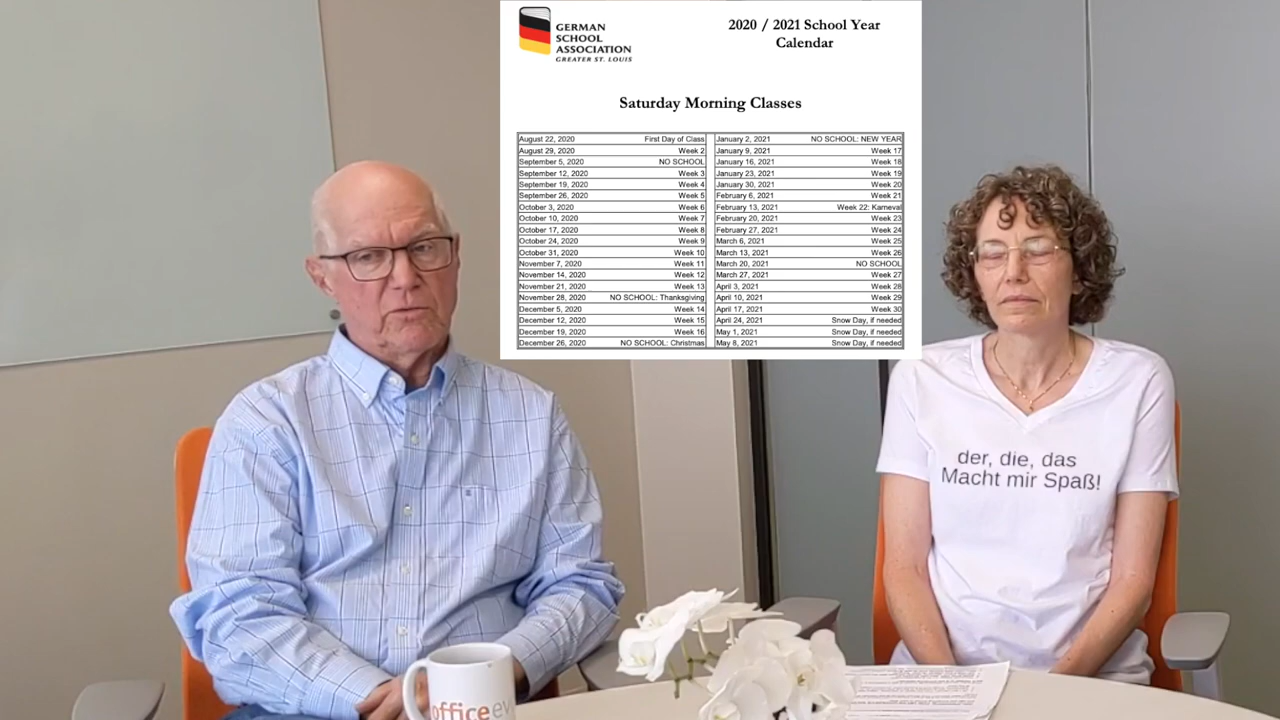 GERMAN
SCHOOL
ASSOCIATION
GREATER ST. LOUIS
2020 / 2021 School Year
Calendar
Saturday Morning Classes
August 22, 2020 First Day of Class
August 29, 2020 Week 2
September 5, 2020 NO SCHOOL
September 12, 2020 Week 3
September 19, 2020 Week 4
September 26, 2020 Week 5
October 3, 2020 Week 6
October 10, 2020 Week 7
October 17, 2020 Week 8
October 24, 2020 Week 9
October 31, 2020 Week 10
November 7, 2020 Week 11
November 14, 2020 Week 12
November 21, 2020 Week 13
November 28, 2020 NO SCHOOL: Thanksgiving
December 5, 2020 Week 14
December 12, 2020 Week 15
December 19, 2020 Week 16
December 26, 2020 NO SCHOOL: Christmas
January 2, 2021 NO SCHOOL: NEW YEAR
January 9, 2021 Week 17
January 16, 2021 Week 18
January 23, 2021 Week 19
January 30, 2021 Week 20
February 6, 2021 Week 21
February 13, 2021 Week 22: Karneval
February 20, 2021 Week 23
February 27, 2021 Week 24
March 6, 2021 Week 25
March 13, 2021 Week 26
March 20, 2021 NO SCHOOL
March 27, 2021 Week 27
April 3, 2021 Week 28
April 10, 2021 Week 29
April 17, 2021 Week 30
April 24, 2021 Snow Day, if needed
May 1, 2021 Snow Day, if needed
May 8, 2021 Snow Day, if needed
der, die, das
Macht mir Spaß!
office ev